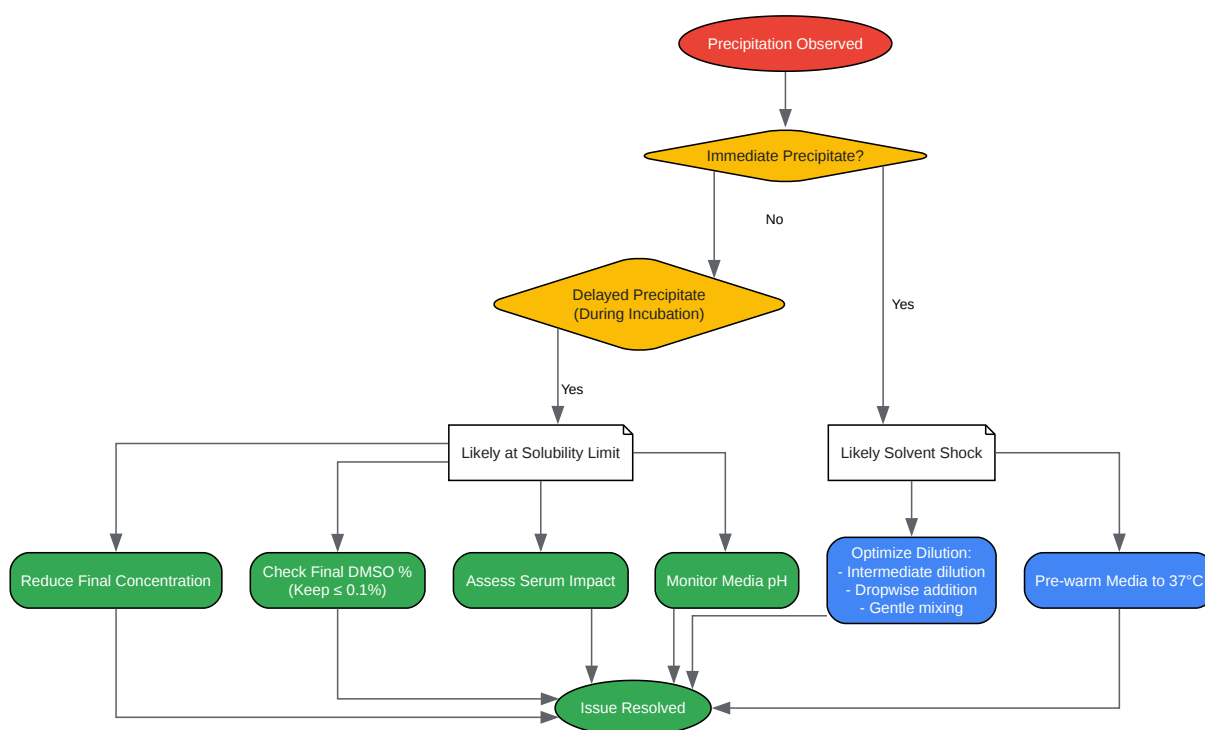 Precipitation Observed
Immediate Precipitate?
No
Delayed Precipitate
(During Incubation)
Yes
Yes
Likely at Solubility Limit
Likely Solvent Shock
Reduce Final Concentration
Check Final DMSO %
(Keep ≤ 0.1%)
Assess Serum Impact
Monitor Media pH
Optimize Dilution:
- Intermediate dilution
- Dropwise addition
- Gentle mixing
Pre-warm Media to 37°C
Issue Resolved